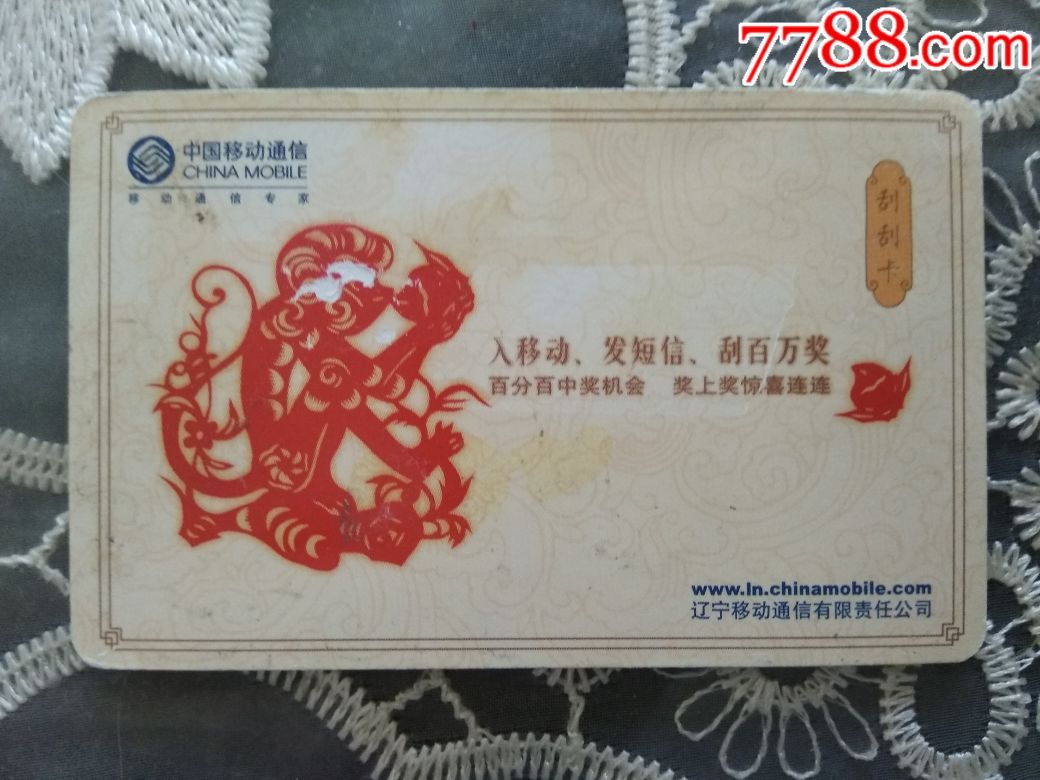 7788.com
中国移动通信
CHINA MOBILE
移动通信专家
刮刮卡
入移动、发短信、刮百万奖
百分百中奖机会 奖上奖惊喜连连
www.ln.chinamobile.com
辽宁移动通信有限责任公司